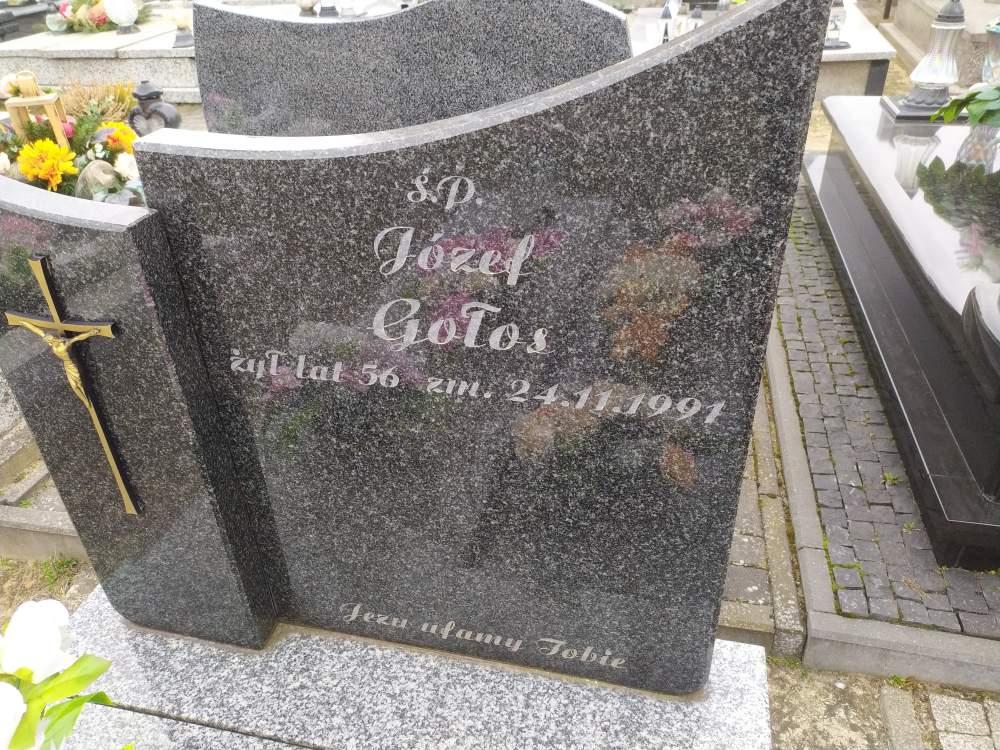 Ś.P.
Józef
Gołos
żył lat 56 zm. 24.11.1991
Jezu ufamy Tobie